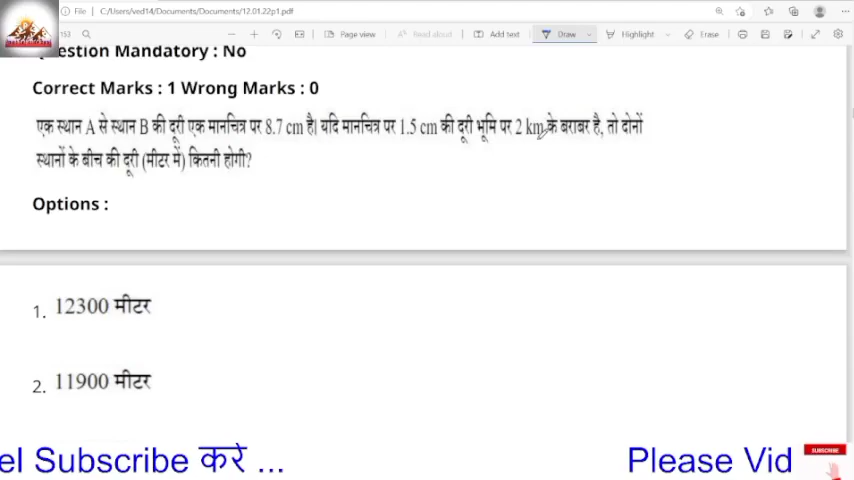 File | C:/Users/ved14/Documents/Documents/12.01.22p1.pdf
153 Page view Read aloud Add text Draw Highlight Erase
Question Mandatory : No
Correct Marks : 1 Wrong Marks : 0
एक स्थान A से स्थान B की दूरी एक मानचित्र पर 8.7 cm है। यदि मानचित्र पर 1.5 cm की दूरी भूमि पर 2 km के बराबर है, तो दोनों
स्थानों के बीच की दूरी (मीटर में) कितनी होगी?
Options :
1. 12300 मीटर
2. 11900 मीटर
el Subscribe करे ... Please Vid
SUBSCRIBE